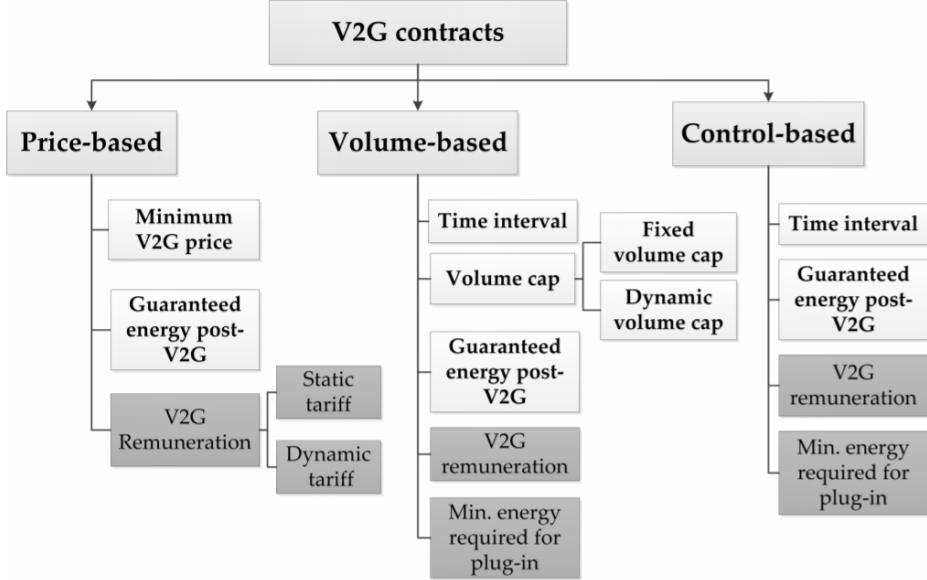 V2G contracts
Price-based
Minimum
V2G price
Guaranteed
energy post-
V2G
V2G
Remuneration
Static
tariff
Dynamic
tariff
Volume-based
Time interval
Volume cap
Fixed
volume cap
Dynamic
volume cap
Guaranteed
energy post-
V2G
V2G
remuneration
Min. energy
required for
plug-in
Control-based
Time interval
Guaranteed
energy post-
V2G
V2G
remuneration
Min. energy
required for
plug-in